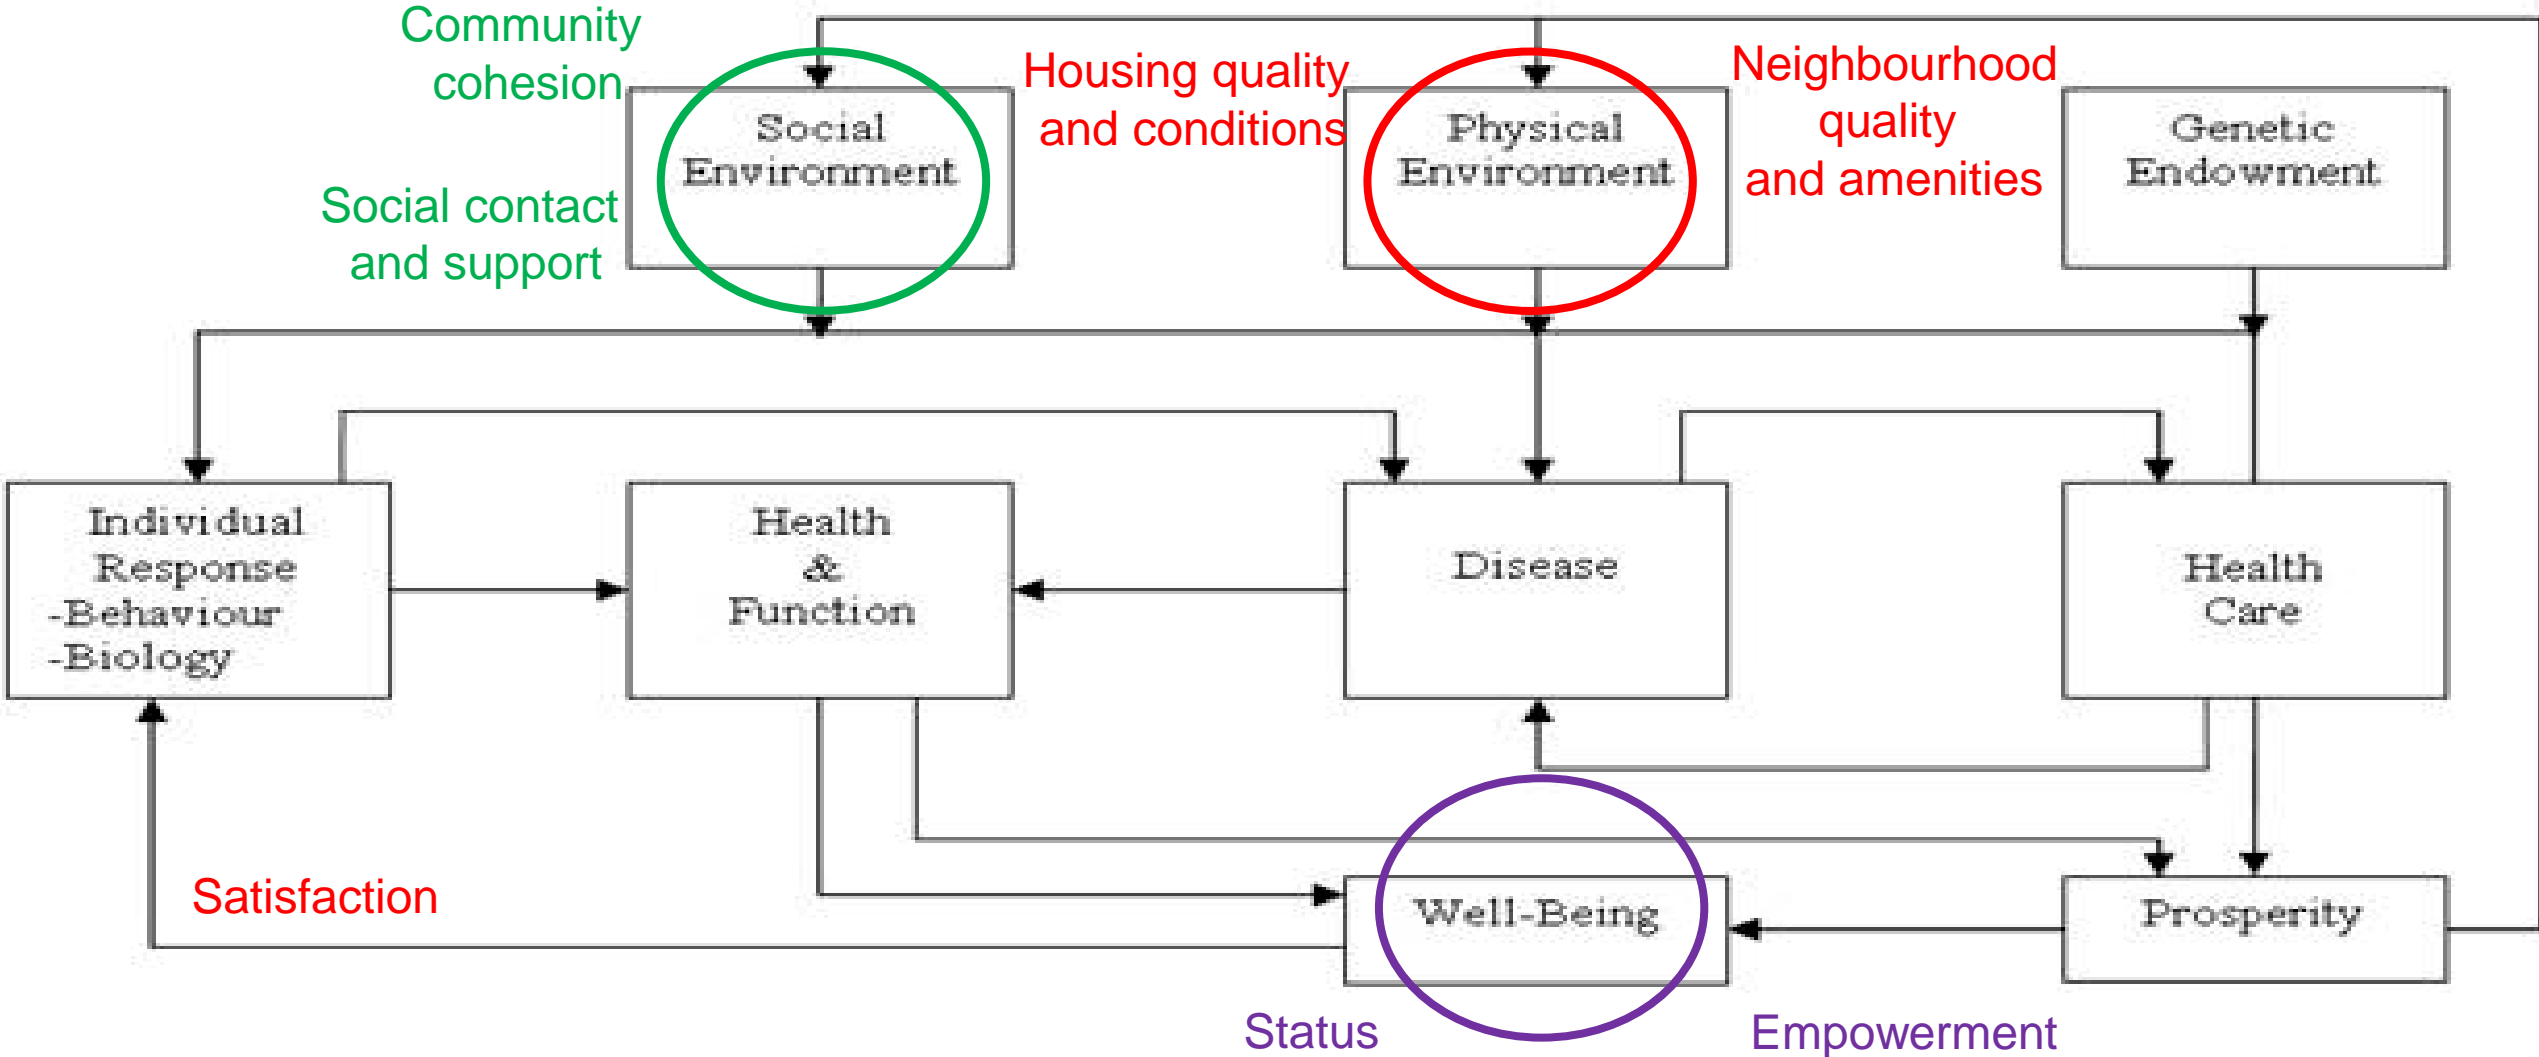 Community
cohesion
Social contact
and support
Social
Environment
Housing quality
and conditions
Physical
Environment
Neighbourhood
quality
and amenities
Genetic
Endowment
Individual
Response
-Behaviour
-Biology
Health
&
Function
Disease
Health
Care
Satisfaction
Well-Being
Prosperity
Status
Empowerment